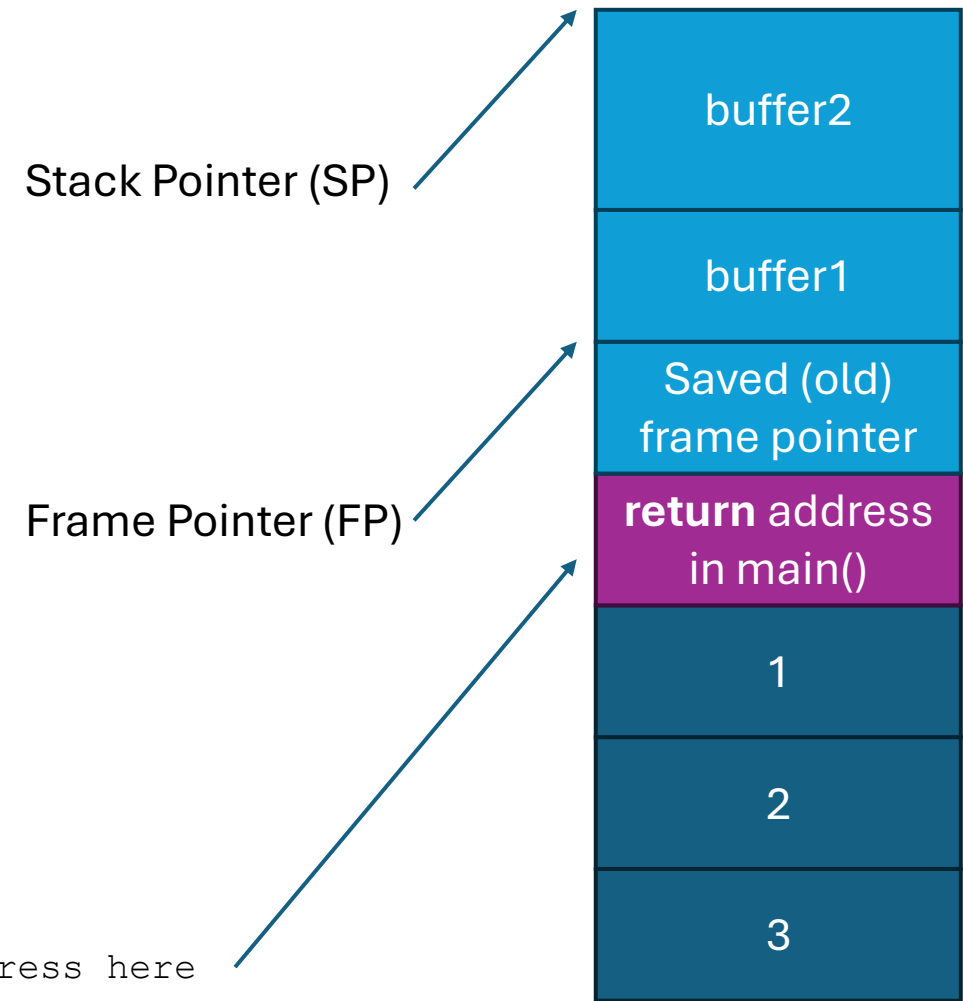 buffer2
Stack Pointer (SP)
buffer1
Saved (old)
frame pointer
Frame Pointer (FP)
return address
in main()
1
2
3
here